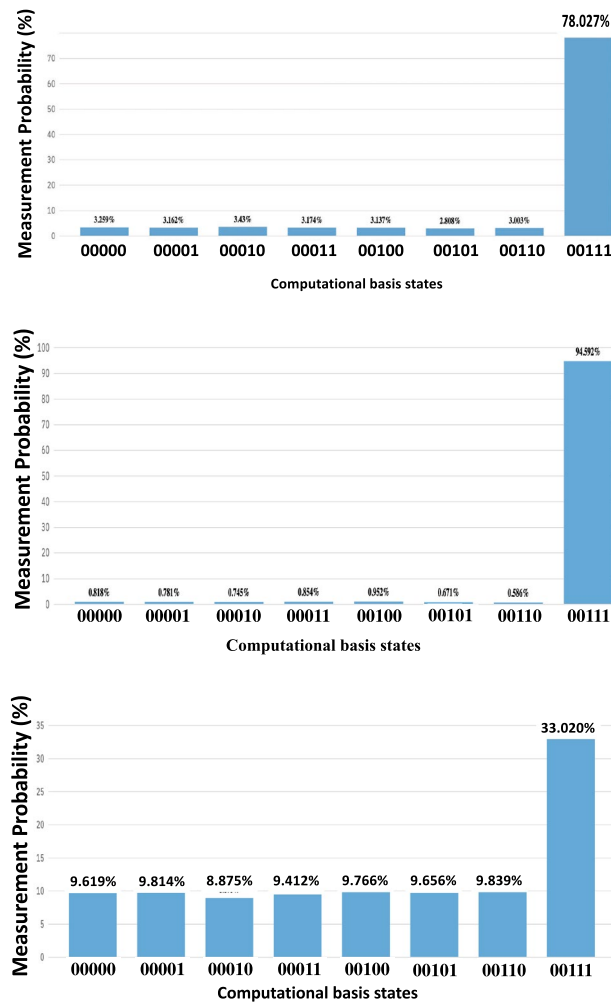 Measurement Probability (%)
78.027%
70
60
50
40
30
20
10
0
3.259% 3.162% 3.43% 3.174% 3.137% 2.808% 3.003%
00000 00001 00010 00011 00100 00101 00110 00111
Computational basis states
Measurement Probability (%)
100
94.592%
90
80
70
60
50
40
30
20
10
0
0.818% 0.781% 0.745% 0.854% 0.952% 0.671% 0.586%
00000 00001 00010 00011 00100 00101 00110 00111
Computational basis states
Measurement Probability (%)
35
33.020%
30
25
20
15
10
5
0
9.619% 9.814% 8.875% 9.412% 9.766% 9.656% 9.839%
00000 00001 00010 00011 00100 00101 00110 00111
Computational basis states